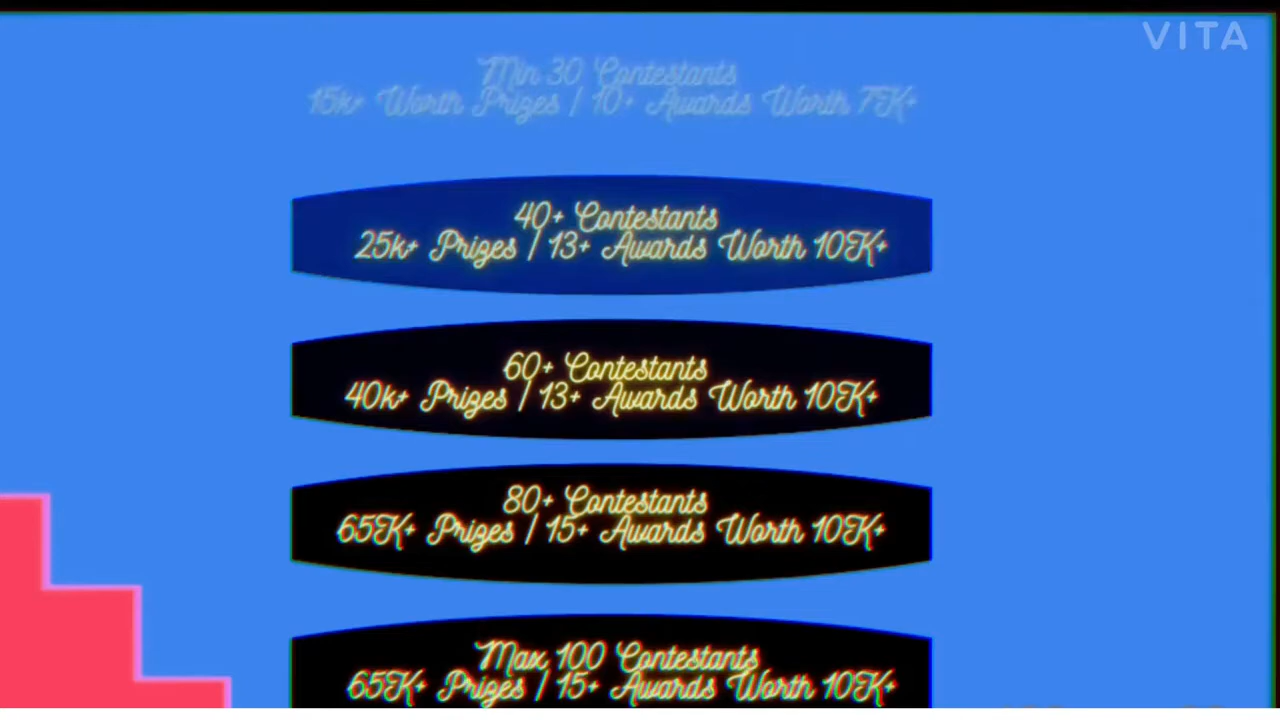 VITA
Min 30 Contestants
15k+ Worth Prizes / 10+ Awards Worth 7K+
40+ Contestants
25k+ Prizes / 13+ Awards Worth 10K+
60+ Contestants
40k+ Prizes / 13+ Awards Worth 10K+
80+ Contestants
65K+ Prizes / 15+ Awards Worth 10K+
Max 100 Contestants
65K+ Prizes / 15+ Awards Worth 10K+